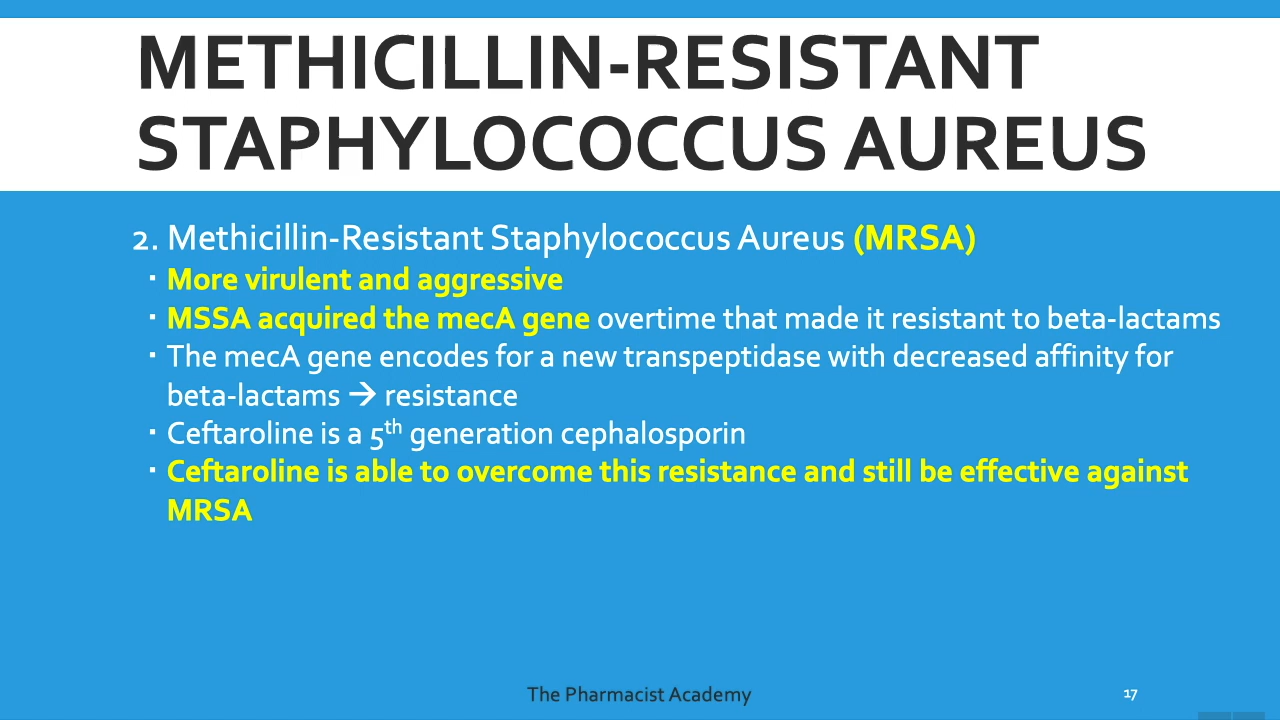 METHICILLIN-RESISTANT
STAPHYLOCOCCUS AUREUS
2. Methicillin-Resistant Staphylococcus Aureus (MRSA)
▪ More virulent and aggressive
▪ MSSA acquired the mecA gene overtime that made it resistant to beta-lactams
▪ The mecA gene encodes for a new transpeptidase with decreased affinity for
beta-lactams → resistance
▪ Ceftaroline is a 5th generation cephalosporin
▪ Ceftaroline is able to overcome this resistance and still be effective against
MRSA
The Pharmacist Academy
17